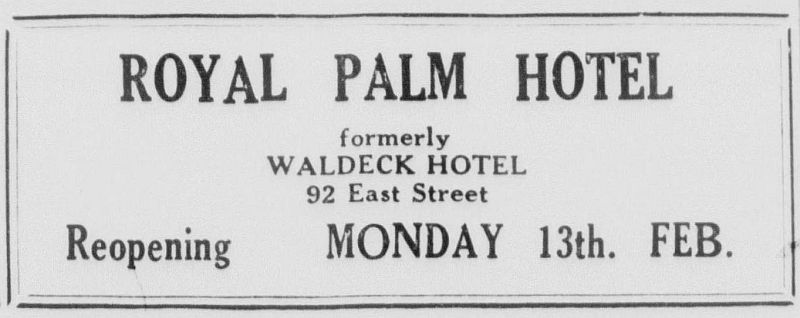 ROYAL PALM HOTEL
formerly
WALDECK HOTEL
92 East Street
Reopening MONDAY 13th. FEB.